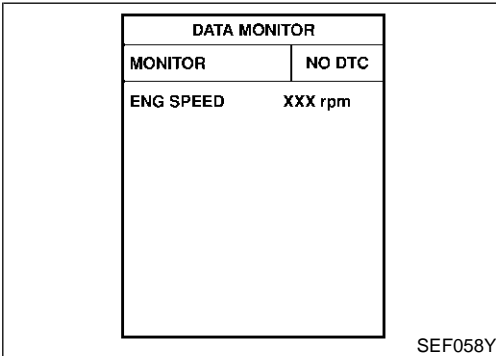 DATA MONITOR
MONITOR NO DTC
ENG SPEED XXX rpm
SEF058Y